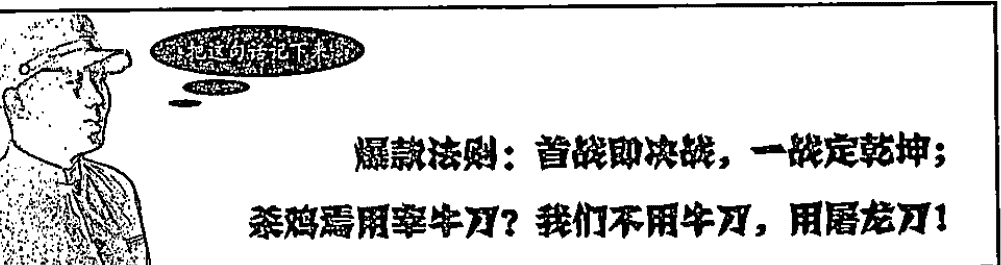 把这句话记下来
爆款法则：首战即决战，一战定乾坤；
杀鸡焉用宰牛刀？我们不用牛刀，用屠龙刀！